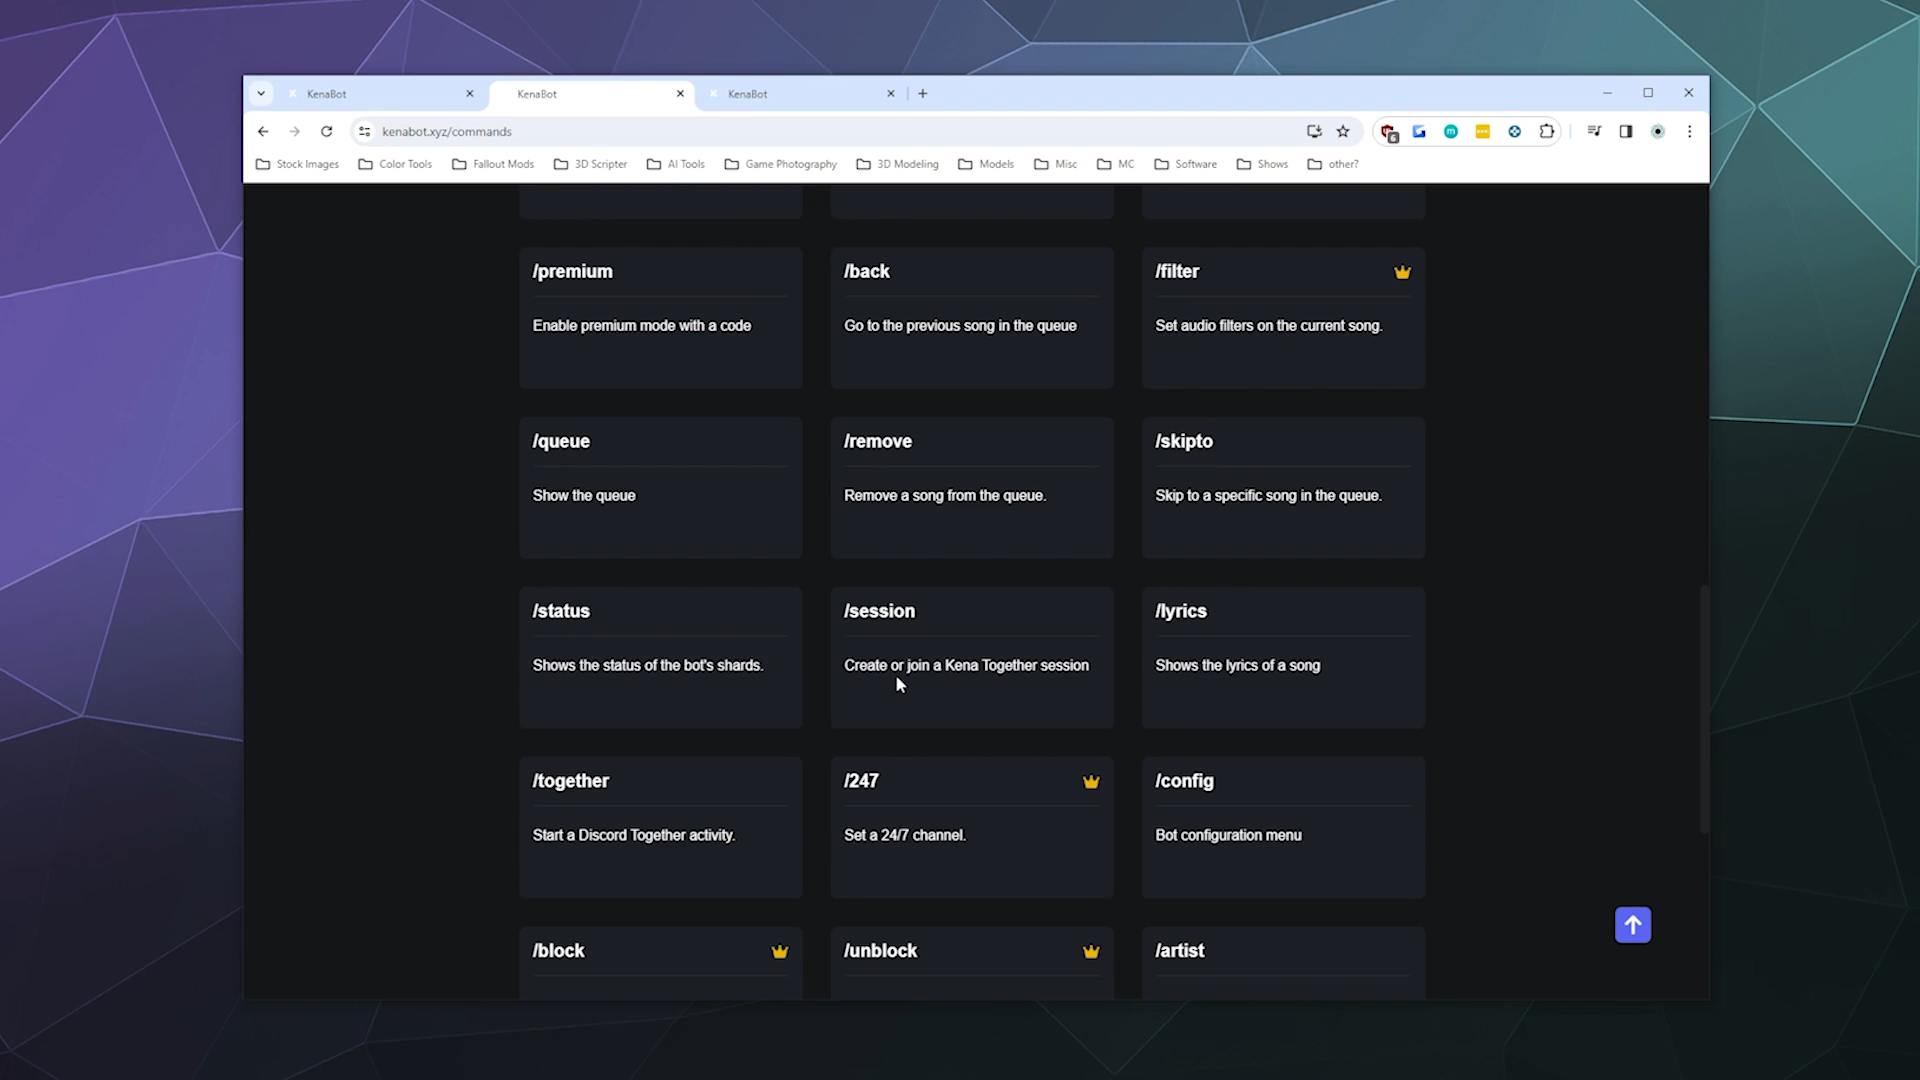 KenaBot
KenaBot
KenaBot
kenabot.xyz/commands
6
Stock Images
Color Tools
Fallout Mods
3D Scripter
AI Tools
Game Photography
3D Modeling
Models
Misc
MC
Software
Shows
other?
/premium
/back
/filter
Enable premium mode with a code
Go to the previous song in the queue
Set audio filters on the current song.
/queue
/remove
/skipto
Show the queue
Remove a song from the queue.
Skip to a specific song in the queue.
/status
/session
/lyrics
Shows the status of the bot's shards.
Create or join a Kena Together session
Shows the lyrics of a song
/together
/247
/config
Start a Discord Together activity.
Set a 24/7 channel.
Bot configuration menu
/block
/unblock
/artist